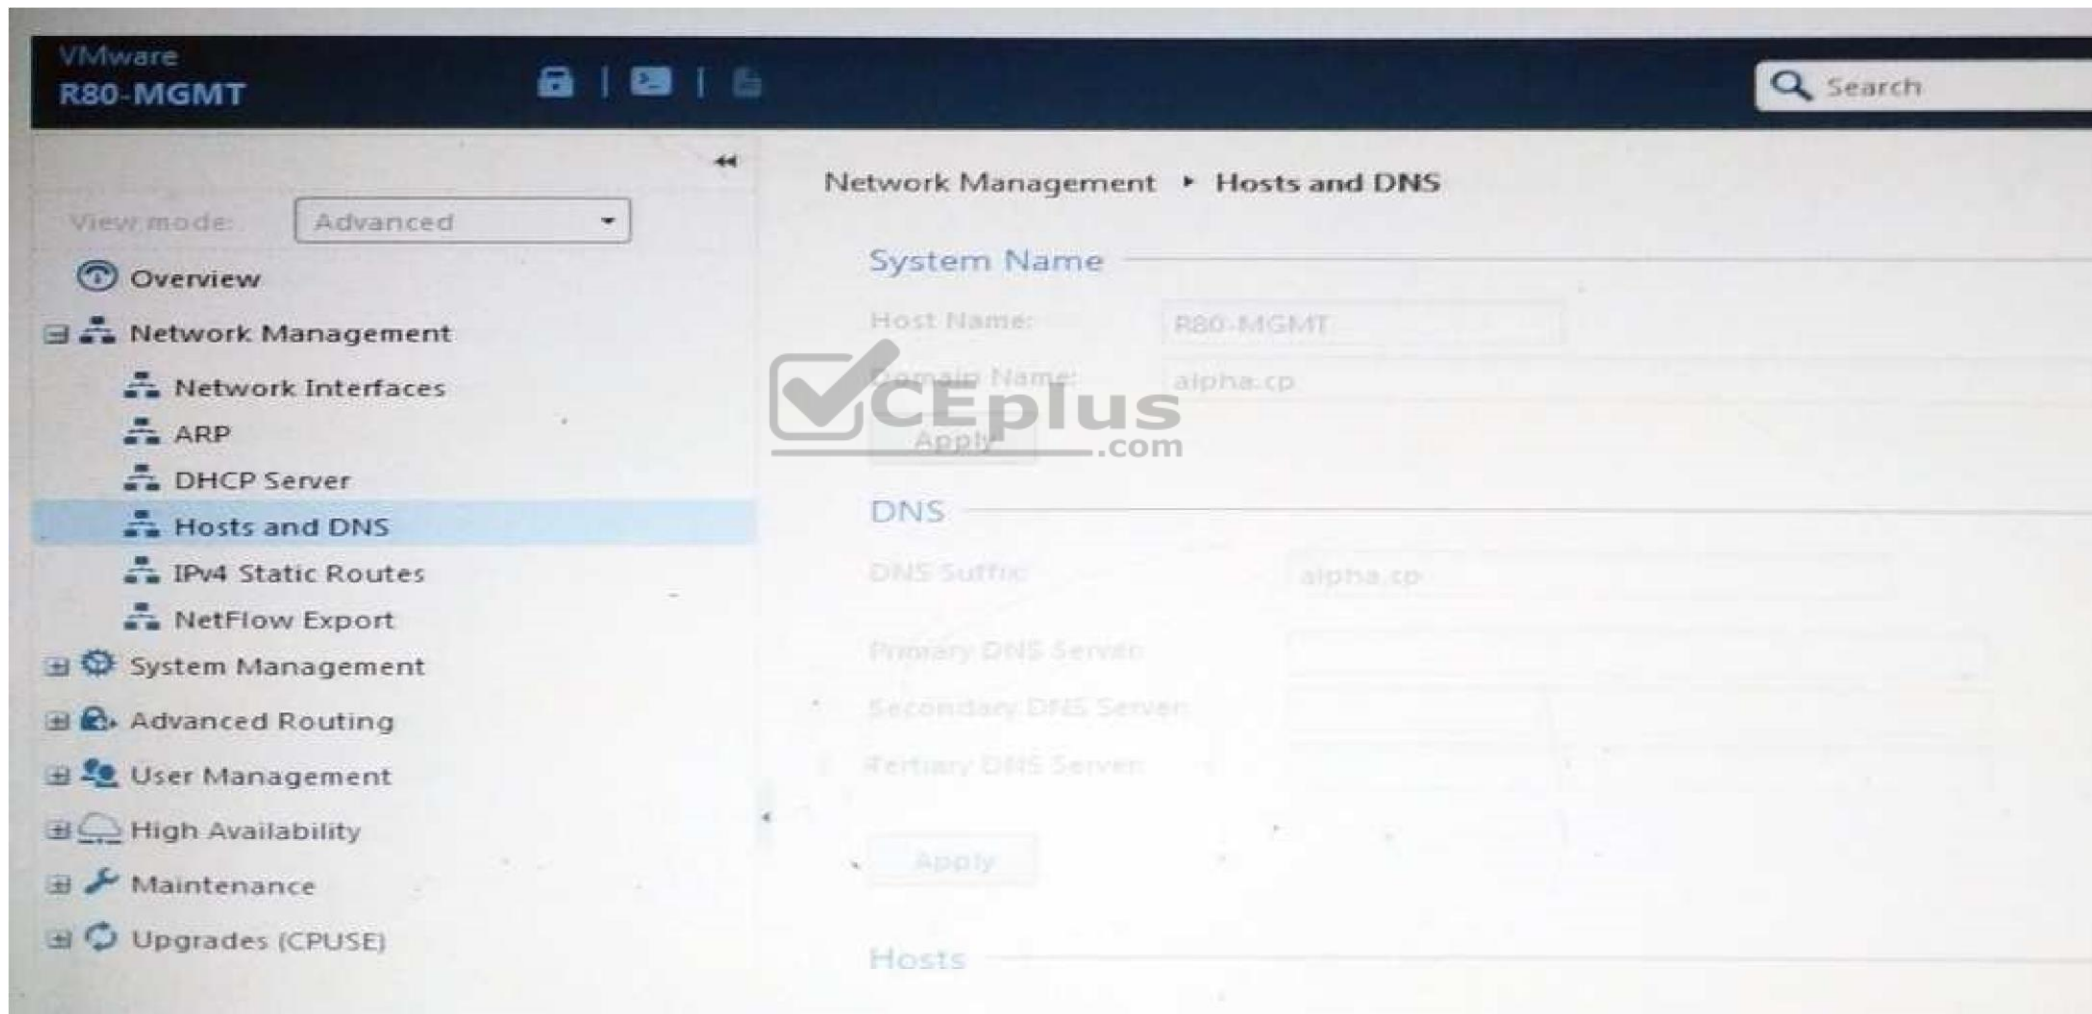 VMware
R80-MGMT
Search
View mode:
Advanced
Overview
Network Management
Network Interfaces
ARP
DHCP Server
Hosts and DNS
IPv4 Static Routes
NetFlow Export
System Management
Advanced Routing
User Management
High Availability
Maintenance
Upgrades (CPUSE)
Network Management ‣ Hosts and DNS
System Name
Host Name:
R80-MGMT
Domain Name:
alpha.cp
Apply
VCEplus
.com
DNS
DNS Suffix:
alpha.cp
Primary DNS Server:
Secondary DNS Server:
Tertiary DNS Server:
Apply
Hosts